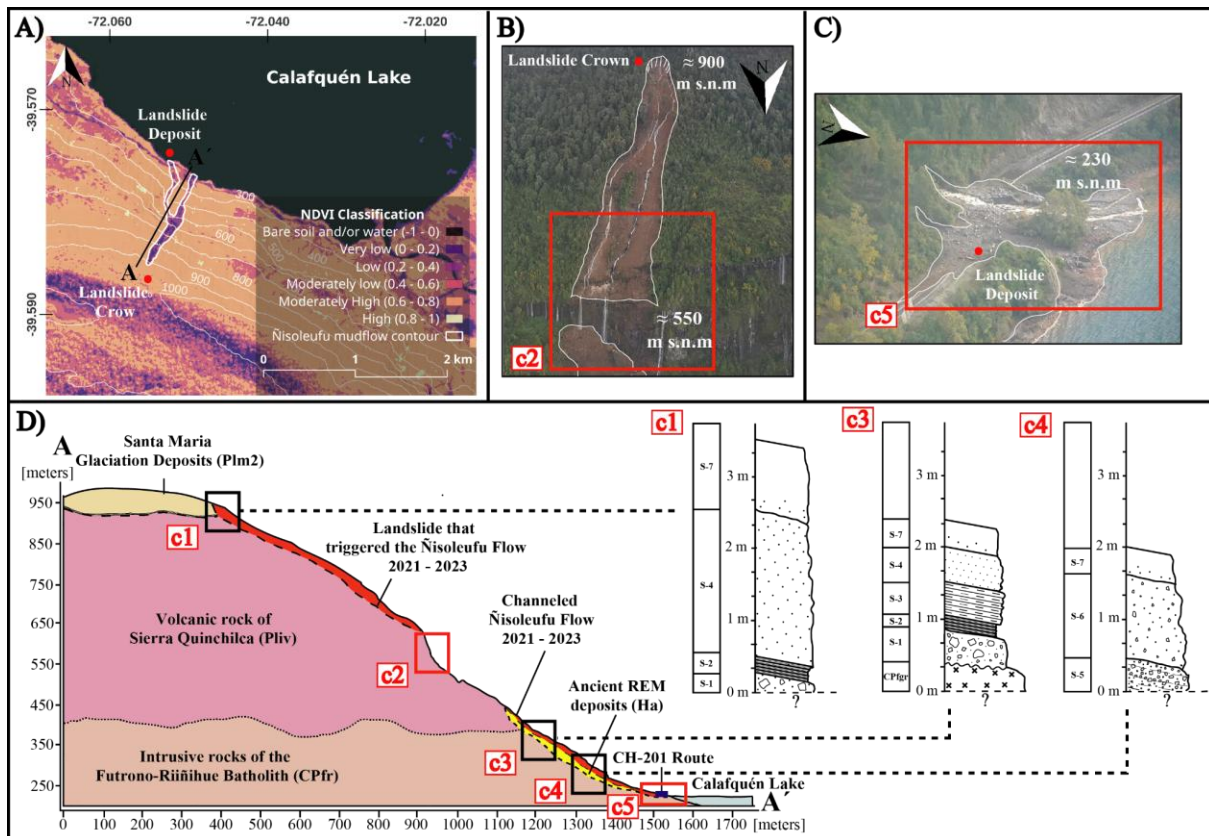 A)
-72.060
-72.040
-72.020
-39.570
-39.590
N
Calafquén Lake
Landslide
Deposit
A´
A
Landslide
Crow
300
600
900
800
1000
NDVI Classification
Bare soil and/or water (-1 - 0)
Very low (0 - 0.2)
Low (0.2 - 0.4)
Moderately low (0.4 - 0.6)
Moderately High (0.6 - 0.8)
High (0.8 - 1)
Ñisoleufu mudflow contour
0 1 2 km
B)
Landslide Crown
≈ 900
m s.n.m
N
≈ 550
m s.n.m
c2
C)
N
≈ 230
m s.n.m
Landslide
Deposit
c5
D)
A
[meters]
950
850
750
650
550
450
350
250
Santa Maria
Glaciation Deposits (Plm2)
c1
Landslide that
triggered the Ñisoleufu Flow
2021 - 2023
Volcanic rock of
Sierra Quinchilca (Pliv)
c2
Channeled
Ñisoleufu Flow
2021 - 2023
Ancient REM
deposits (Ha)
Intrusive rocks of the
Futrono-Riiñihue Batholith (CPfr)
c3
c4
CH-201 Route
c5
Calafquén Lake
A´
0 100 200 300 400 500 600 700 800 900 1000 1100 1200 1300 1400 1500 1600 1700 [meters]
c1
S-7
S-4
S-2
S-1
3 m
2 m
1 m
0 m
?
c3
S-7
S-4
S-3
S-2
S-1
CPfgr
3 m
2 m
1 m
0 m
?
c4
S-7
S-6
S-5
3 m
2 m
1 m
0 m
?